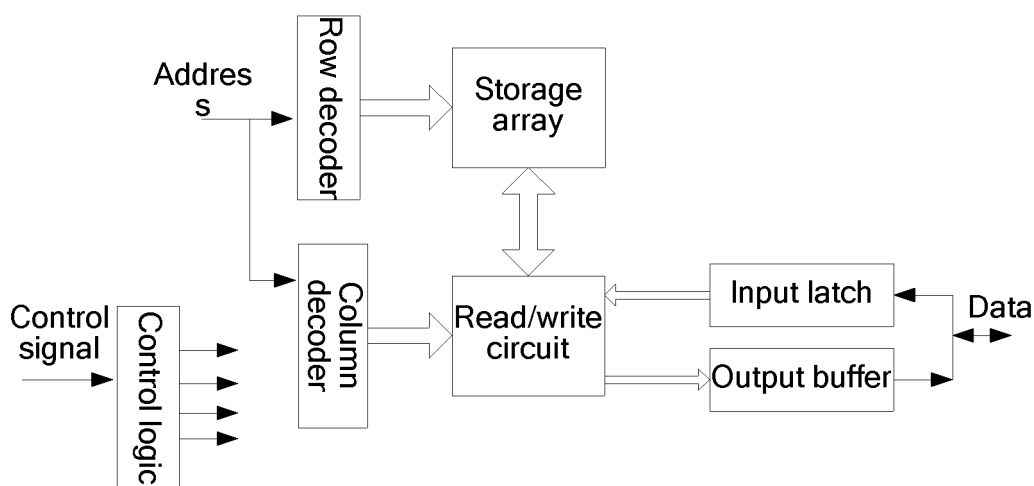 Addres
s
Row decoder
Storage
array
Column
decoder
Control
signal
Control logic
Read/write
circuit
Input latch
Output buffer
Data